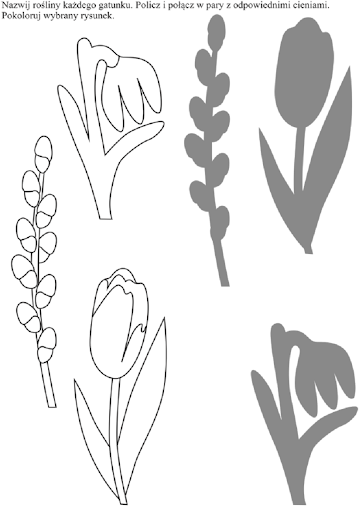 Nazwij rośliny każdego gatunku. Policz i połącz w pary z odpowiednimi cieniami.
Pokoloruj wybrany rysunek.